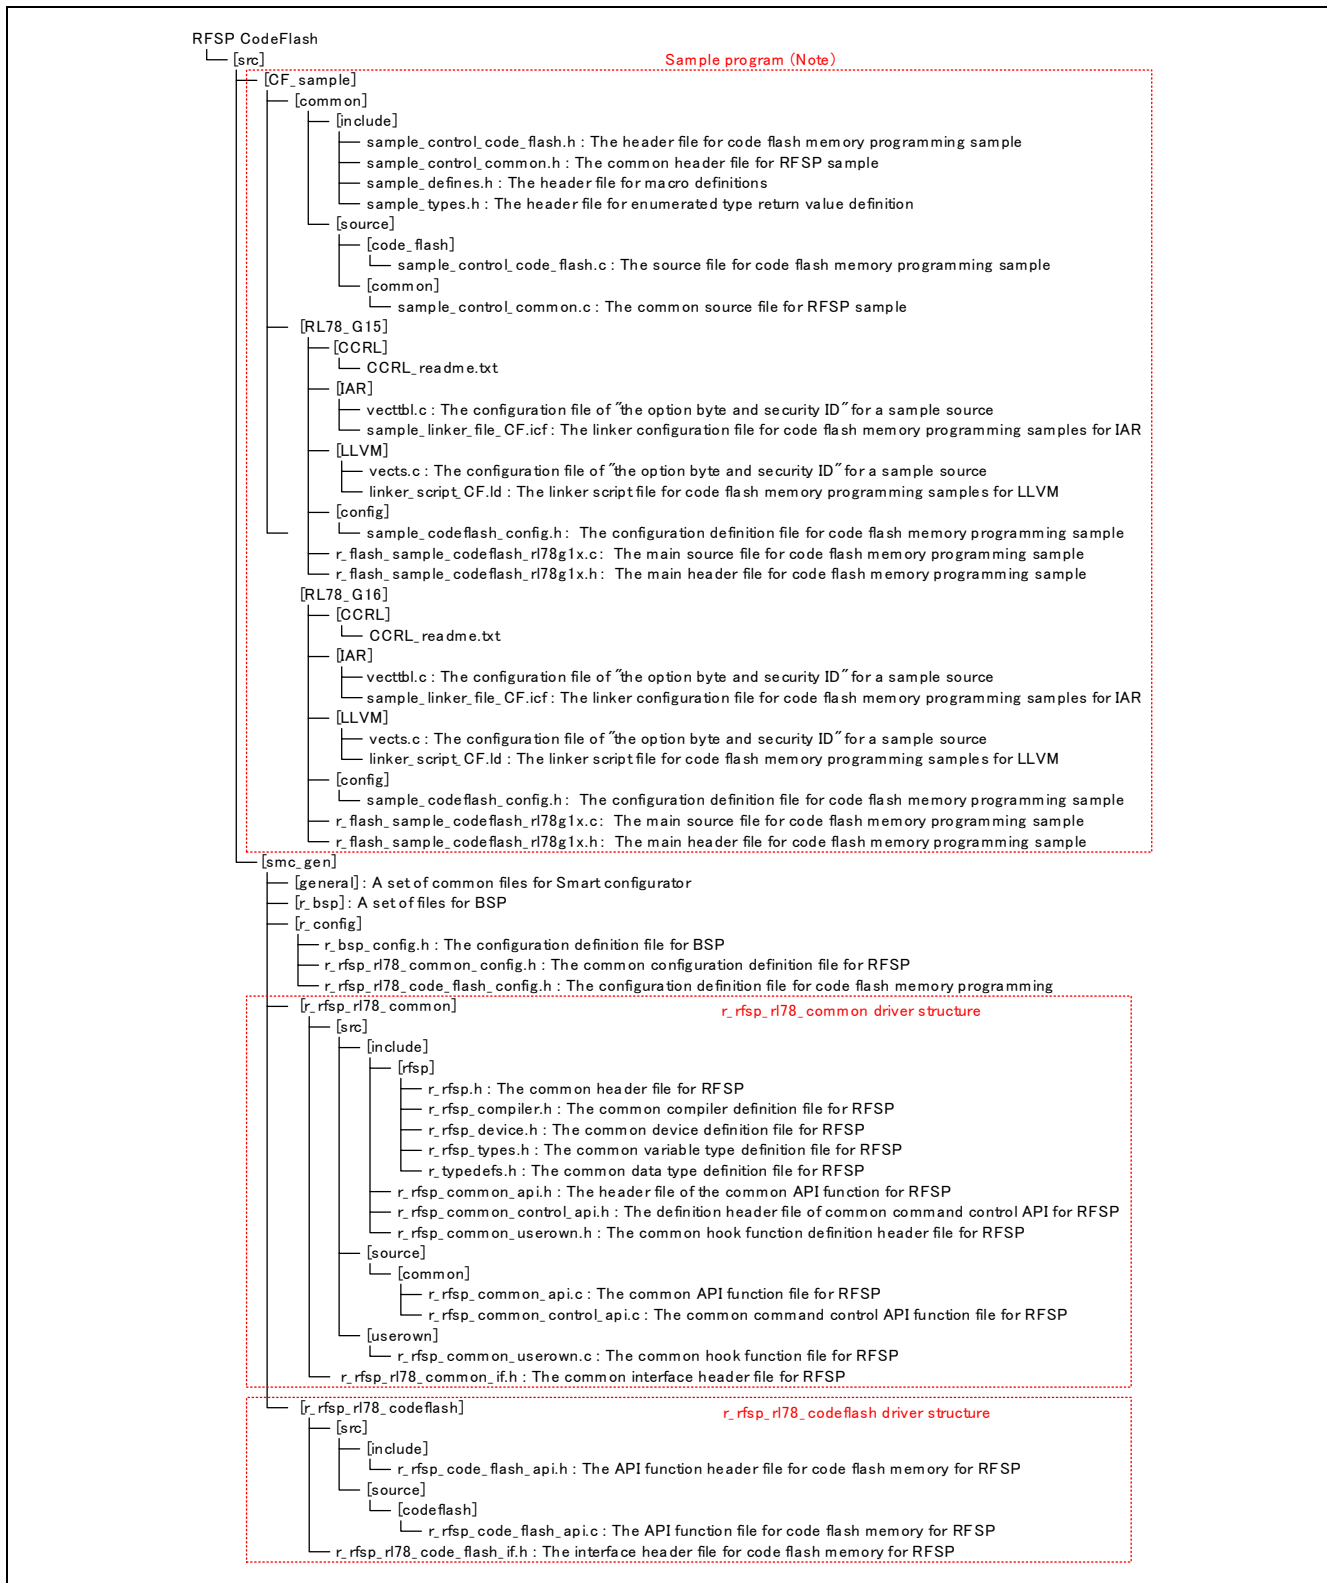 RFSP CodeFlash
[src]
Sample program (Note)
[CF_sample]
[common]
[include]
sample_control_code_flash.h : The header file for code flash memory programming sample
sample_control_common.h : The common header file for RFSP sample
sample_defines.h : The header file for macro definitions
sample_types.h : The header file for enumerated type return value definition
[source]
[code_flash]
sample_control_code_flash.c : The source file for code flash memory programming sample
[common]
sample_control_common.c : The common source file for RFSP sample
[RL78_G15]
[CCRL]
CCRL_readme.txt
[IAR]
vecttbl.c : The configuration file of "the option byte and security ID" for a sample source
sample_linker_file_CF.icf : The linker configuration file for code flash memory programming samples for IAR
[LLVM]
vects.c : The configuration file of "the option byte and security ID" for a sample source
linker_script_CF.ld : The linker script file for code flash memory programming samples for LLVM
[config]
sample_codeflash_config.h: The configuration definition file for code flash memory programming sample
r_flash_sample_codeflash_rl78g1x.c: The main source file for code flash memory programming sample
r_flash_sample_codeflash_rl78g1x.h: The main header file for code flash memory programming sample
[RL78_G16]
[CCRL]
CCRL_readme.txt
[IAR]
vecttbl.c : The configuration file of "the option byte and security ID" for a sample source
sample_linker_file_CF.icf : The linker configuration file for code flash memory programming samples for IAR
[LLVM]
vects.c : The configuration file of "the option byte and security ID" for a sample source
linker_script_CF.ld : The linker script file for code flash memory programming samples for LLVM
[config]
sample_codeflash_config.h: The configuration definition file for code flash memory programming sample
r_flash_sample_codeflash_rl78g1x.c: The main source file for code flash memory programming sample
r_flash_sample_codeflash_rl78g1x.h: The main header file for code flash memory programming sample
[smc_gen]
[general] : A set of common files for Smart configurator
[r_bsp] : A set of files for BSP
[r_config]
r_bsp_config.h : The configuration definition file for BSP
r_rfsp_rl78_common_config.h : The common configuration definition file for RFSP
r_rfsp_rl78_code_flash_config.h : The configuration definition file for code flash memory programming
[r_rfsp_rl78_common]
r_rfsp_rl78_common driver structure
[src]
[include]
[rfsp]
r_rfsp.h : The common header file for RFSP
r_rfsp_compiler.h : The common compiler definition file for RFSP
r_rfsp_device.h : The common device definition file for RFSP
r_rfsp_types.h : The common variable type definition file for RFSP
r_typedefs.h : The common data type definition file for RFSP
r_rfsp_common_api.h : The header file of the common API function for RFSP
r_rfsp_common_control_api.h : The definition header file of common command control API for RFSP
r_rfsp_common_userown.h : The common hook function definition header file for RFSP
[source]
[common]
r_rfsp_common_api.c : The common API function file for RFSP
r_rfsp_common_control_api.c : The common command control API function file for RFSP
[userown]
r_rfsp_common_userown.c : The common hook function file for RFSP
r_rfsp_rl78_common_if.h : The common interface header file for RFSP
[r_rfsp_rl78_codeflash]
r_rfsp_rl78_codeflash driver structure
[src]
[include]
r_rfsp_code_flash_api.h : The API function header file for code flash memory for RFSP
[source]
[codeflash]
r_rfsp_code_flash_api.c : The API function file for code flash memory for RFSP
r_rfsp_rl78_code_flash_if.h : The interface header file for code flash memory for RFSP